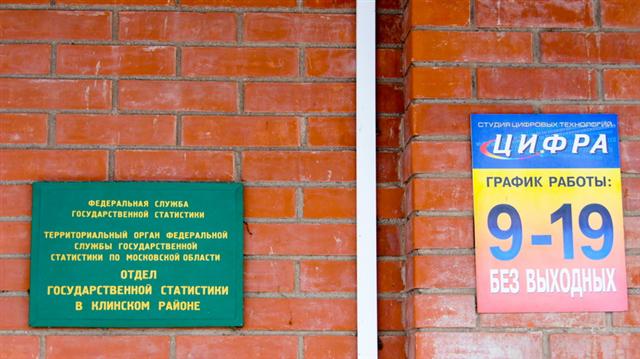 ФЕДЕРАЛЬНАЯ СЛУЖБА
ГОСУДАРСТВЕННОЙ СТАТИСТИКИ
ТЕРРИТОРИАЛЬНЫЙ ОРГАН ФЕДЕРАЛЬНОЙ
СЛУЖБЫ ГОСУДАРСТВЕННОЙ
СТАТИСТИКИ ПО МОСКОВСКОЙ ОБЛАСТИ
ОТДЕЛ
ГОСУДАРСТВЕННОЙ СТАТИСТИКИ
В КЛИНСКОМ РАЙОНЕ
СТУДИЯ ЦИФРОВЫХ ТЕХНОЛОГИЙ
ЦИФРА
ГРАФИК РАБОТЫ:
9-19
БЕЗ ВЫХОДНЫХ